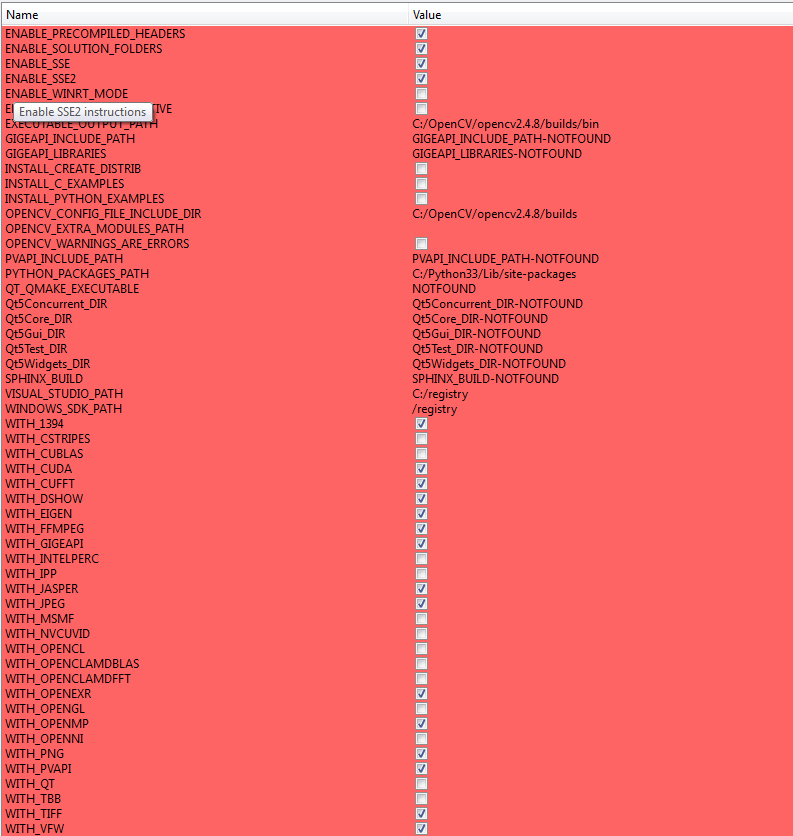 Name Value
ENABLE_PRECOMPILED_HEADERS
ENABLE_SOLUTION_FOLDERS
ENABLE_SSE
ENABLE_SSE2
ENABLE_WINRT_MODE
Enable SSE2 instructions
EXECUTABLE_OUTPUT_PATH C:/OpenCV/opencv2.4.8/builds/bin
GIGEAPI_INCLUDE_PATH GIGEAPI_INCLUDE_PATH-NOTFOUND
GIGEAPI_LIBRARIES GIGEAPI_LIBRARIES-NOTFOUND
INSTALL_CREATE_DISTRIB
INSTALL_C_EXAMPLES
INSTALL_PYTHON_EXAMPLES
OPENCV_CONFIG_FILE_INCLUDE_DIR C:/OpenCV/opencv2.4.8/builds
OPENCV_EXTRA_MODULES_PATH
OPENCV_WARNINGS_ARE_ERRORS
PVAPI_INCLUDE_PATH PVAPI_INCLUDE_PATH-NOTFOUND
PYTHON_PACKAGES_PATH C:/Python33/Lib/site-packages
QT_QMAKE_EXECUTABLE NOTFOUND
Qt5Concurrent_DIR Qt5Concurrent_DIR-NOTFOUND
Qt5Core_DIR Qt5Core_DIR-NOTFOUND
Qt5Gui_DIR Qt5Gui_DIR-NOTFOUND
Qt5Test_DIR Qt5Test_DIR-NOTFOUND
Qt5Widgets_DIR Qt5Widgets_DIR-NOTFOUND
SPHINX_BUILD SPHINX_BUILD-NOTFOUND
VISUAL_STUDIO_PATH C:/registry
WINDOWS_SDK_PATH /registry
WITH_1394
WITH_CSTRIPES
WITH_CUBLAS
WITH_CUDA
WITH_CUFFT
WITH_DSHOW
WITH_EIGEN
WITH_FFMPEG
WITH_GIGEAPI
WITH_INTELPERC
WITH_IPP
WITH_JASPER
WITH_JPEG
WITH_MSMF
WITH_NVCUVID
WITH_OPENCL
WITH_OPENCLAMDBLAS
WITH_OPENCLAMDFFT
WITH_OPENEXR
WITH_OPENGL
WITH_OPENMP
WITH_OPENNI
WITH_PNG
WITH_PVAPI
WITH_QT
WITH_TBB
WITH_TIFF
WITH_VFW